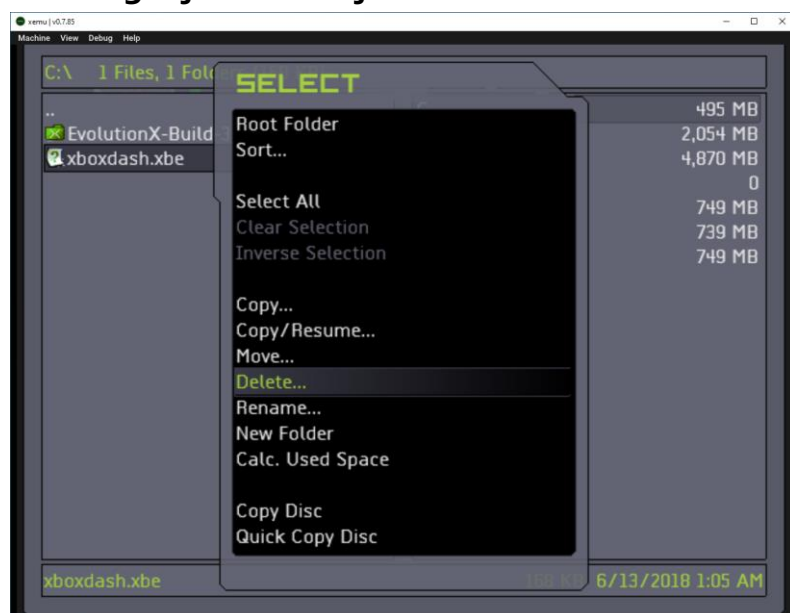 xemu | v0.7.85
Machine View Debug Help
C:\ 1 Files, 1 Fol
SELECT
..
EvolutionX-Build-
xboxdash.xbe
Root Folder
Sort...
Select All
Clear Selection
Inverse Selection
Copy...
Copy/Resume...
Move...
Delete...
Rename...
New Folder
Calc. Used Space
Copy Disc
Quick Copy Disc
495 MB
2,054 MB
4,870 MB
0
749 MB
739 MB
749 MB
xboxdash.xbe
6/13/2018 1:05 AM